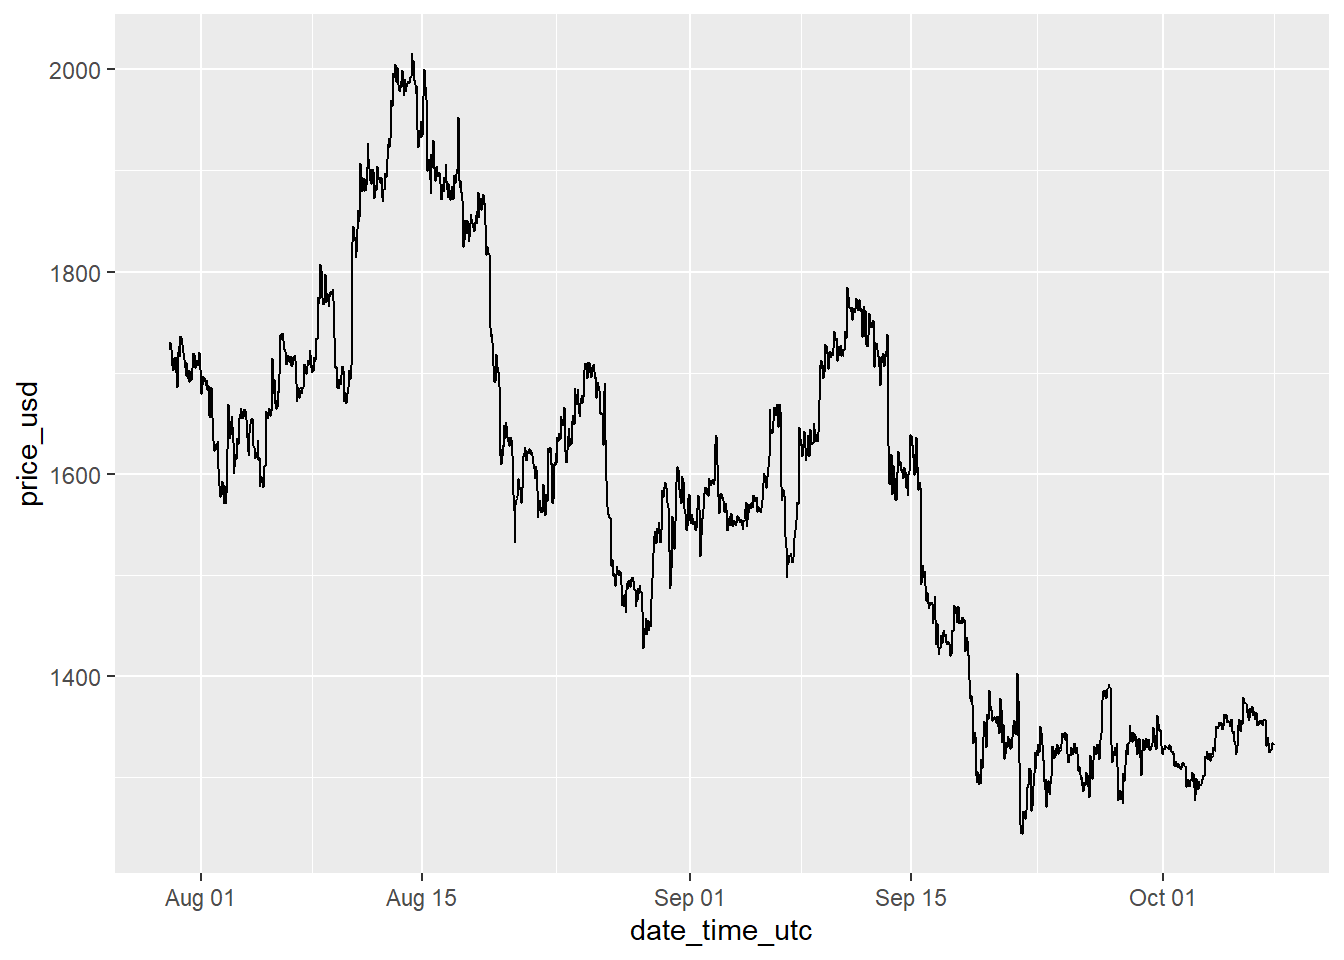 2000
1800
1600
1400
price_usd
Aug 01
Aug 15
Sep 01
Sep 15
Oct 01
date_time_utc